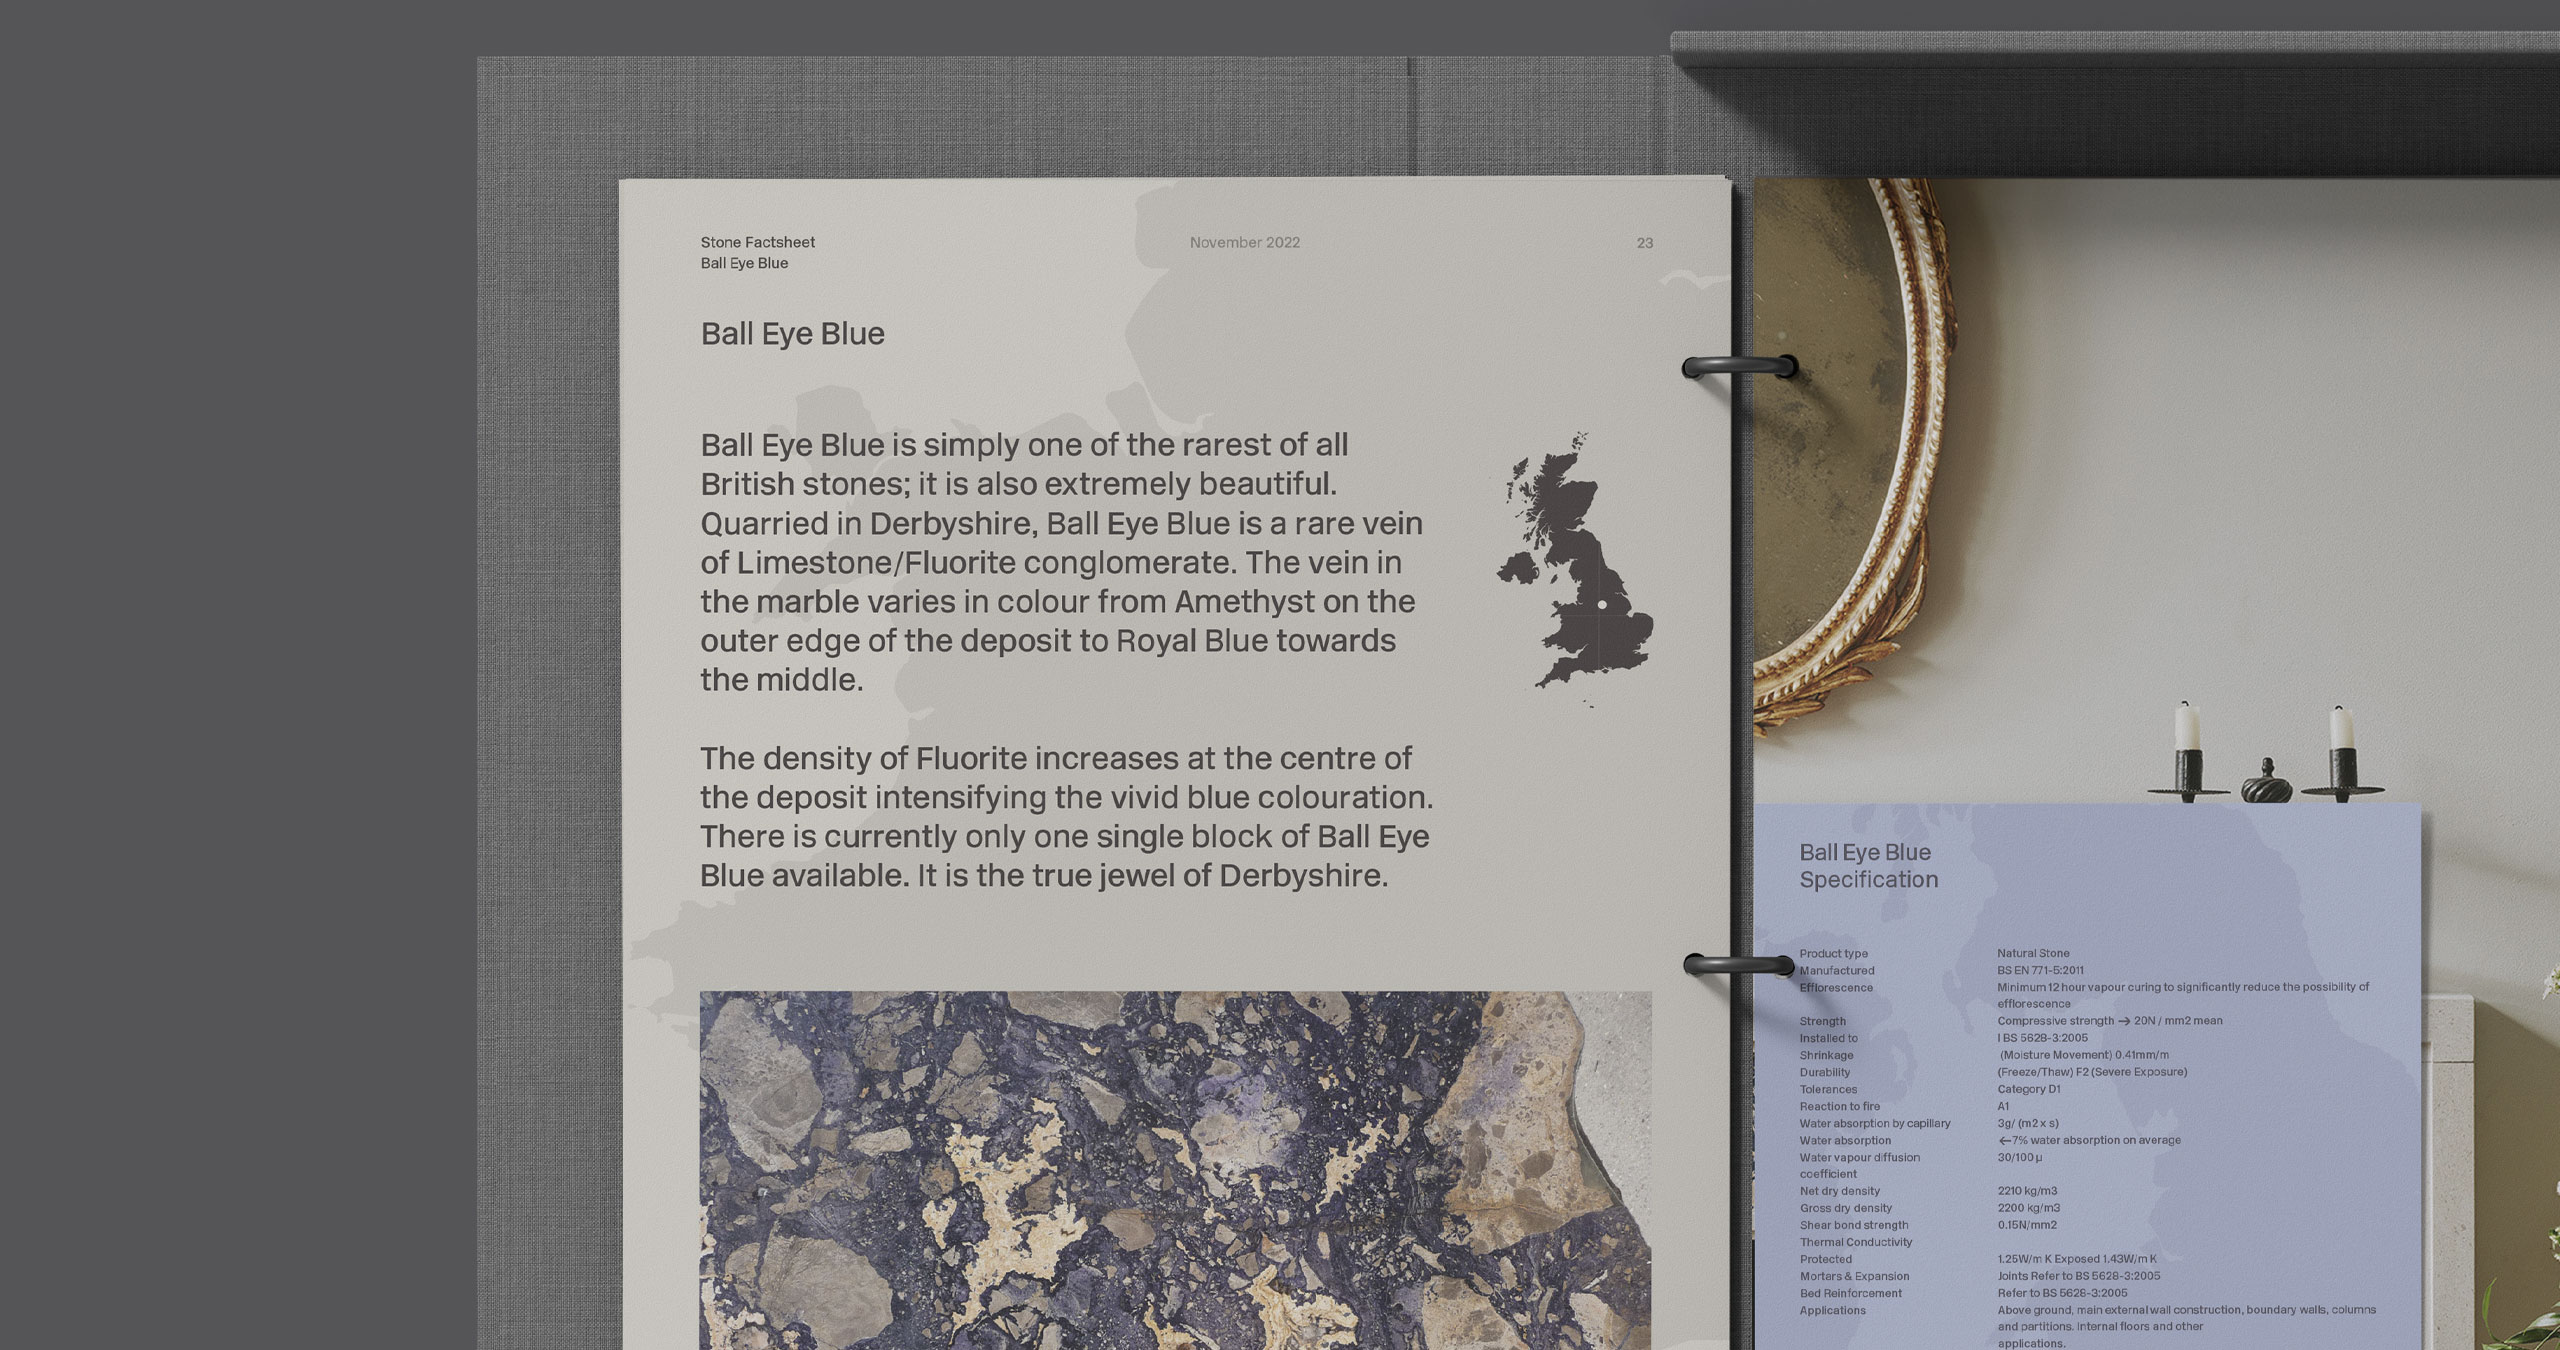 Stone Factsheet
Ball Eye Blue
November 2022
23
Ball Eye Blue
Ball Eye Blue is simply one of the rarest of all
British stones; it is also extremely beautiful.
Quarried in Derbyshire, Ball Eye Blue is a rare vein
of Limestone/Fluorite conglomerate. The vein in
the marble varies in colour from Amethyst on the
outer edge of the deposit to Royal Blue towards
the middle.
The density of Fluorite increases at the centre of
the deposit intensifying the vivid blue colouration.
There is currently only one single block of Ball Eye
Blue available. It is the true jewel of Derbyshire.
Ball Eye Blue
Specification
Product type Natural Stone
Manufactured BS EN 771-5:2011
Efflorescence Minimum 12 hour vapour curing to significantly reduce the possibility of
efflorescence
Strength Compressive strength → 20N / mm2 mean
Installed to I BS 5628-3:2005
Shrinkage (Moisture Movement) 0.41mm/m
Durability (Freeze/Thaw) F2 (Severe Exposure)
Tolerances Category D1
Reaction to fire A1
Water absorption by capillary 3g/ (m2 x s)
Water absorption ←7% water absorption on average
Water vapour diffusion 30/100 µ
coefficient
Net dry density 2210 kg/m3
Gross dry density 2200 kg/m3
Shear bond strength 0.15N/mm2
Thermal Conductivity
Protected 1.25W/m K Exposed 1.43W/m K
Mortars & Expansion Joints Refer to BS 5628-3:2005
Bed Reinforcement Refer to BS 5628-3:2005
Applications Above ground, main external wall construction, boundary walls, columns
and partitions. Internal floors and other
applications.